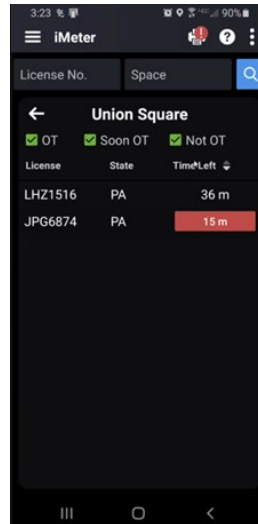 3:23 90%
iMeter
License No. Space
Union Square
OT Soon OT Not OT
License State Time Left
LHZ1516 PA 36 m
JPG6874 PA 15 m